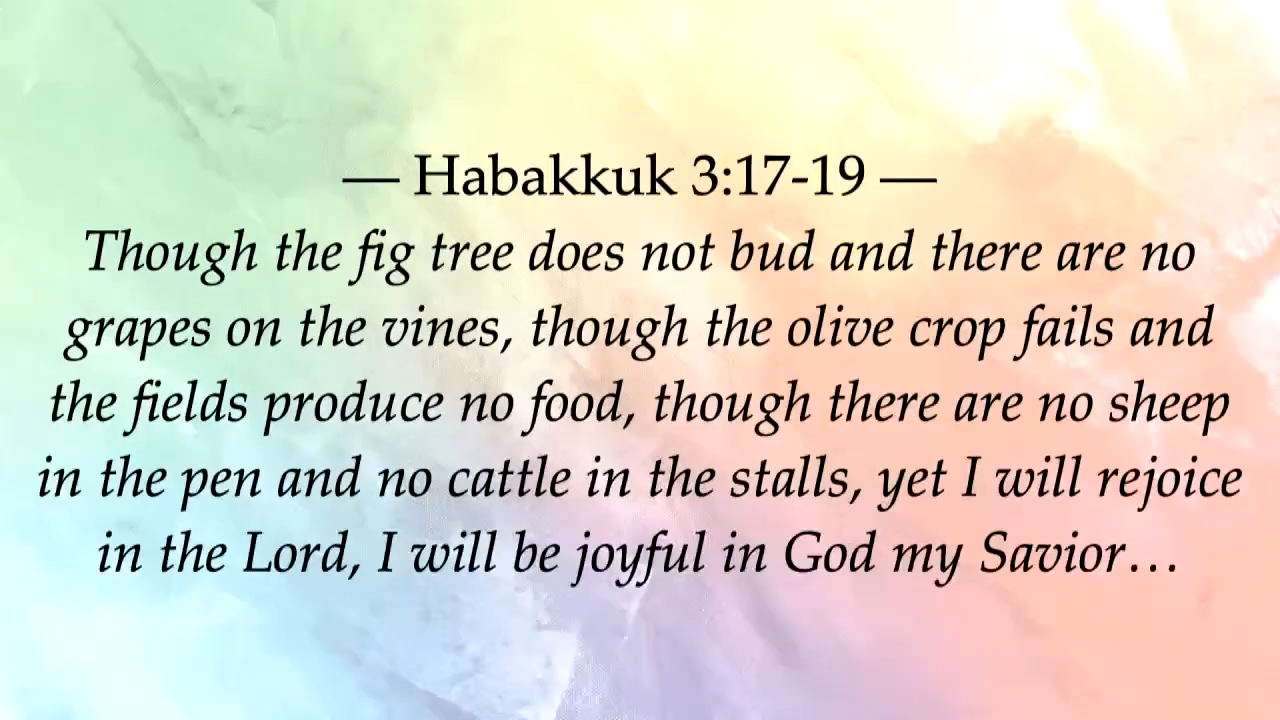 — Habakkuk 3:17-19 —
Though the fig tree does not bud and there are no
grapes on the vines, though the olive crop fails and
the fields produce no food, though there are no sheep
in the pen and no cattle in the stalls, yet I will rejoice
in the Lord, I will be joyful in God my Savior…